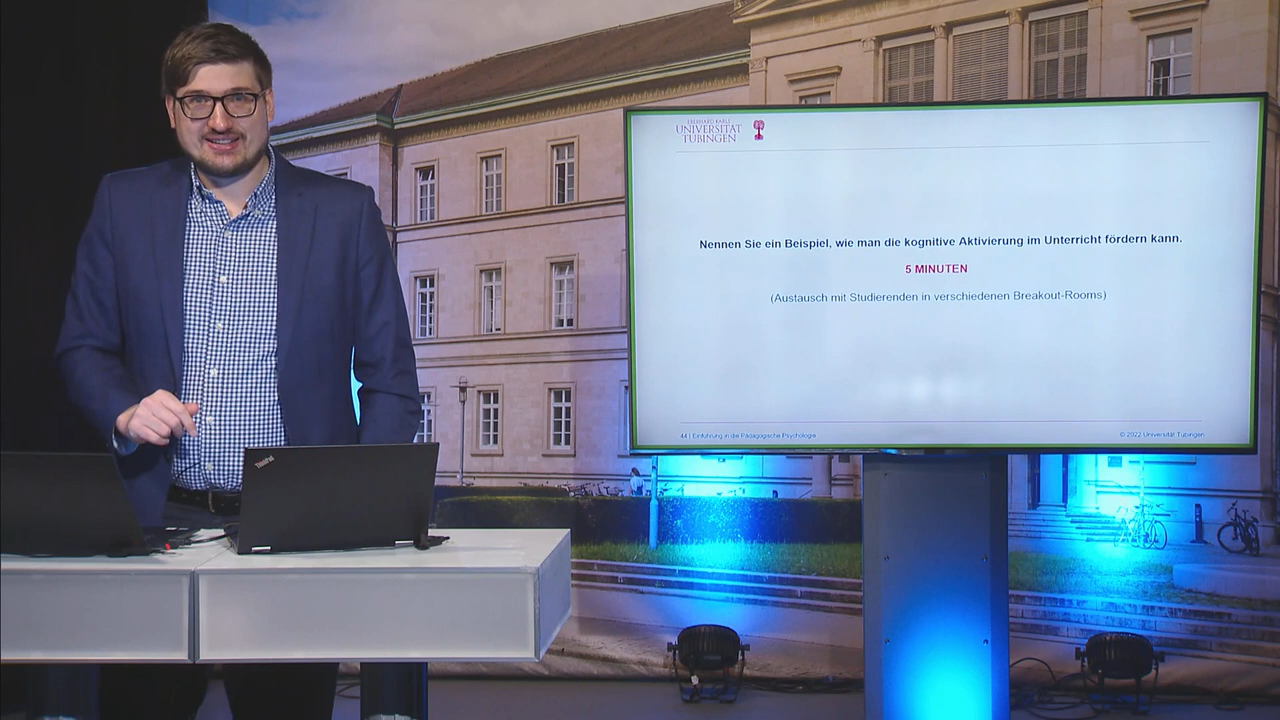 EBERHARD KARLS
UNIVERSITÄT
TÜBINGEN
Nennen Sie ein Beispiel, wie man die kognitive Aktivierung im Unterricht fördern kann.
5 MINUTEN
(Austausch mit Studierenden in verschiedenen Breakout-Rooms)
44 | Einführung in die Pädagogische Psychologie
© 2022 Universität Tübingen
ThinkPad